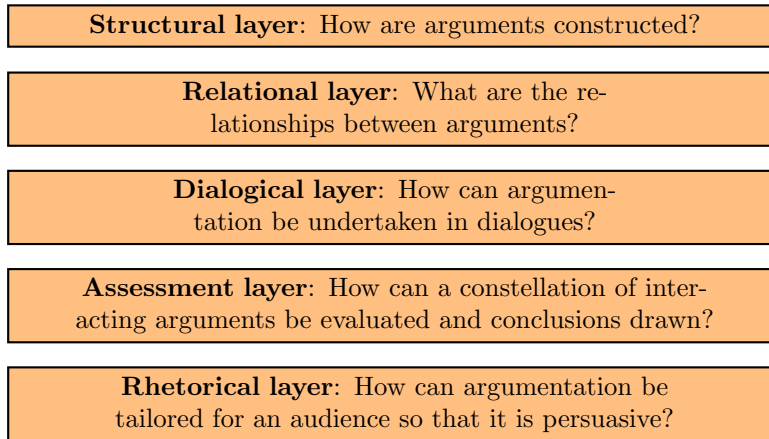 Structural layer: How are arguments constructed?
Relational layer: What are the re-
lationships between arguments?
Dialogical layer: How can argumen-
tation be undertaken in dialogues?
Assessment layer: How can a constellation of inter-
acting arguments be evaluated and conclusions drawn?
Rhetorical layer: How can argumentation be
tailored for an audience so that it is persuasive?